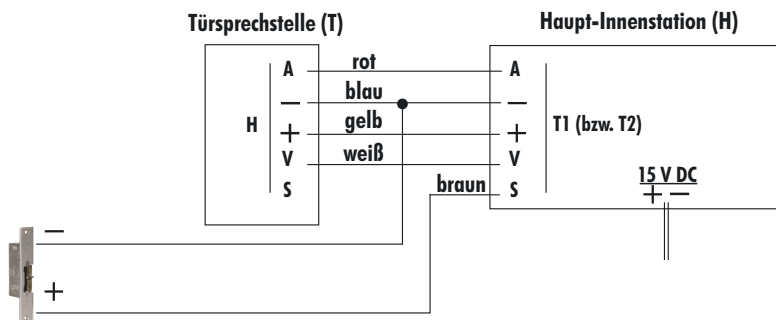 Türsprechstelle (T)
Haupt-Innenstation (H)
A rot A
– blau –
H + gelb + T1 (bzw. T2)
V weiß V
S braun S
15 V DC
+ –
–
+